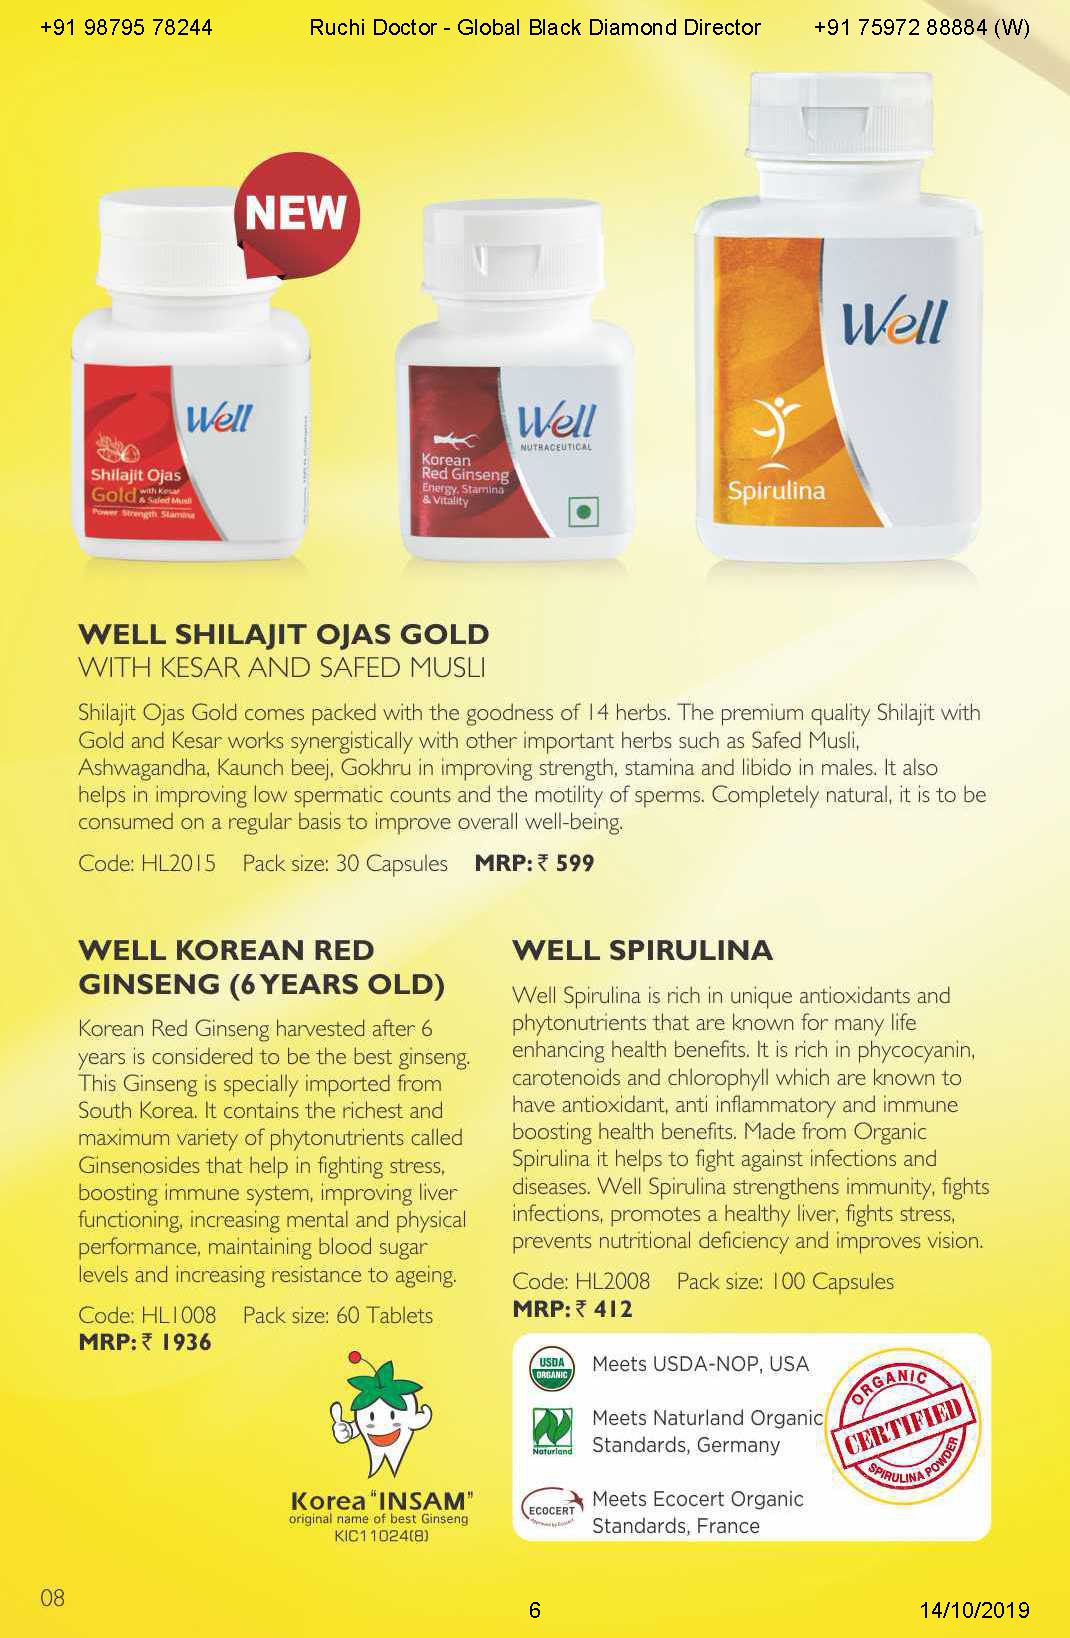 +91 98795 78244 Ruchi Doctor - Global Black Diamond Director +91 75972 88884 (W)
NEW
Well
Shilajit Ojas
Gold with Kesar
& Safed Musli
Power Strength Stamina
Well
NUTRACEUTICAL
Korean
Red Ginseng
Energy, Stamina
& Vitality
Well
Spirulina
WELL SHILAJIT OJAS GOLD
WITH KESAR AND SAFED MUSLI
Shilajit Ojas Gold comes packed with the goodness of 14 herbs. The premium quality Shilajit with
Gold and Kesar works synergistically with other important herbs such as Safed Musli,
Ashwagandha, Kaunch beej, Gokhru in improving strength, stamina and libido in males. It also
helps in improving low spermatic counts and the motility of sperms. Completely natural, it is to be
consumed on a regular basis to improve overall well-being.
Code: HL2015 Pack size: 30 Capsules MRP: ₹ 599
WELL KOREAN RED
GINSENG (6 YEARS OLD)
Korean Red Ginseng harvested after 6
years is considered to be the best ginseng.
This Ginseng is specially imported from
South Korea. It contains the richest and
maximum variety of phytonutrients called
Ginsenosides that help in fighting stress,
boosting immune system, improving liver
functioning, increasing mental and physical
performance, maintaining blood sugar
levels and increasing resistance to ageing.
Code: HL1008 Pack size: 60 Tablets
MRP: ₹ 1936
Korea "INSAM"
original name of best Ginseng
KIC11024(8)
WELL SPIRULINA
Well Spirulina is rich in unique antioxidants and
phytonutrients that are known for many life
enhancing health benefits. It is rich in phycocyanin,
carotenoids and chlorophyll which are known to
have antioxidant, anti inflammatory and immune
boosting health benefits. Made from Organic
Spirulina it helps to fight against infections and
diseases. Well Spirulina strengthens immunity, fights
infections, promotes a healthy liver, fights stress,
prevents nutritional deficiency and improves vision.
Code: HL2008 Pack size: 100 Capsules
MRP: ₹ 412
USDA
ORGANIC
Meets USDA-NOP, USA
Naturland
Meets Naturland Organic
Standards, Germany
ECOCERT
Meets Ecocert Organic
Standards, France
ORGANIC
CERTIFIED
SPIRULINA POWDER
08
6
14/10/2019